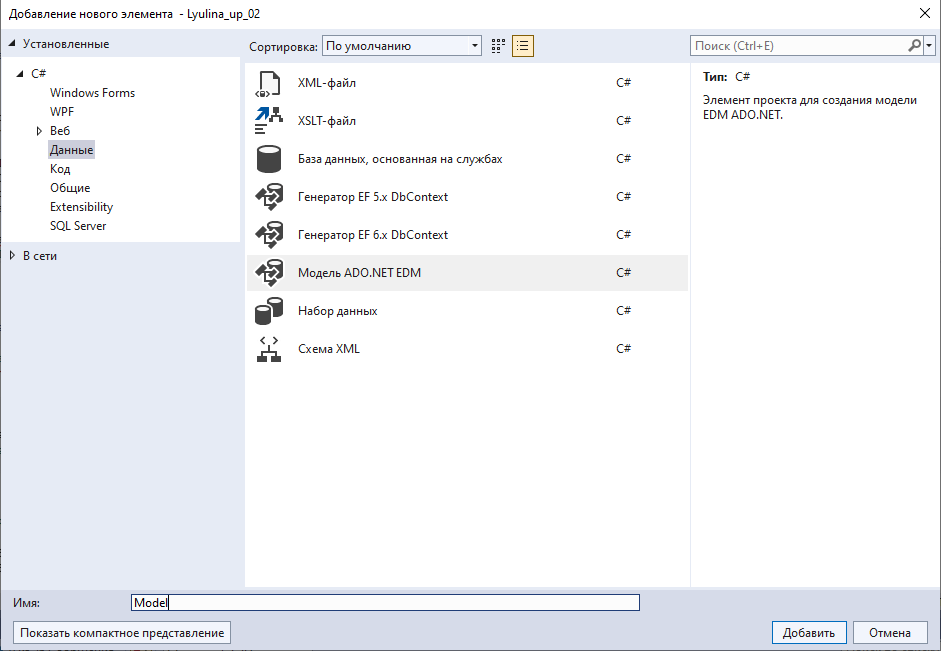 Добавление нового элемента - Lyulina_up_02
Установленные
C#
Windows Forms
WPF
Веб
Данные
Код
Общие
Extensibility
SQL Server
В сети
Сортировка: По умолчанию
XML-файл C#
XSLT-файл C#
База данных, основанная на службах C#
Генератор EF 5.x DbContext C#
Генератор EF 6.x DbContext C#
Модель ADO.NET EDM C#
Набор данных C#
Схема XML C#
Поиск (Ctrl+E)
Тип: C#
Элемент проекта для создания модели
EDM ADO.NET.
Имя: Model
Показать компактное представление
Добавить
Отмена